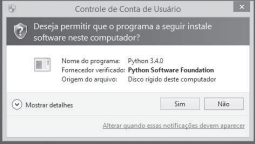 Controle de Conta de Usuário
Deseja permitir que o programa a seguir instale
software neste computador?
Nome do programa: Python 3.4.0
Fornecedor verificado: Python Software Foundation
Origem do arquivo: Disco rígido deste computador
Mostrar detalhes
Sim
Não
Alterar quando essas notificações devem aparecer